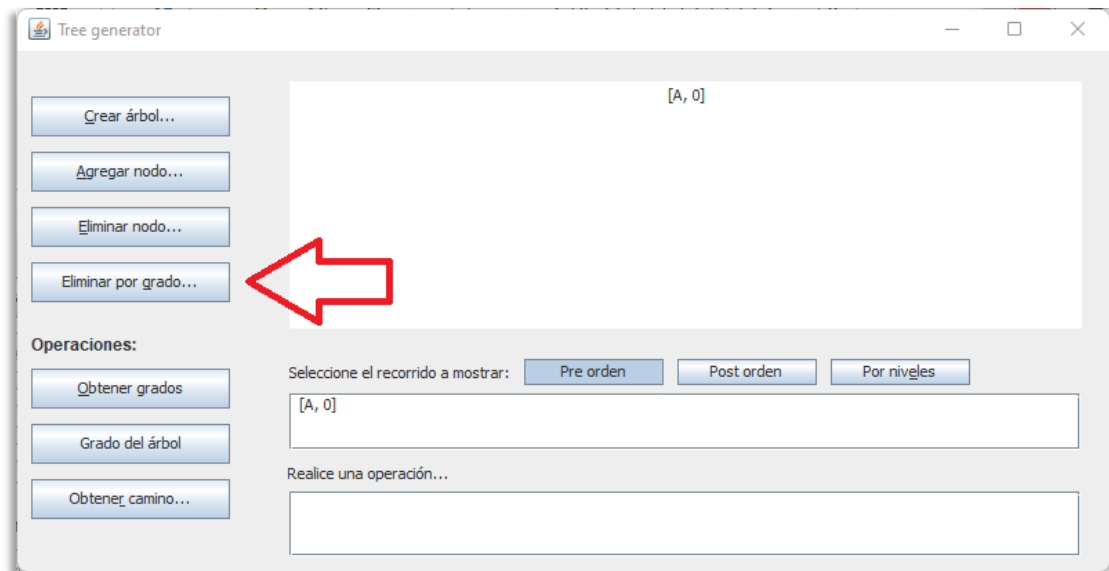 Tree generator
[A, 0]
Crear árbol...
Agregar nodo...
Eliminar nodo...
Eliminar por grado...
Operaciones:
Obtener grados
Grado del árbol
Obtener camino...
Seleccione el recorrido a mostrar: Pre orden Post orden Por niveles
[A, 0]
Realice una operación...